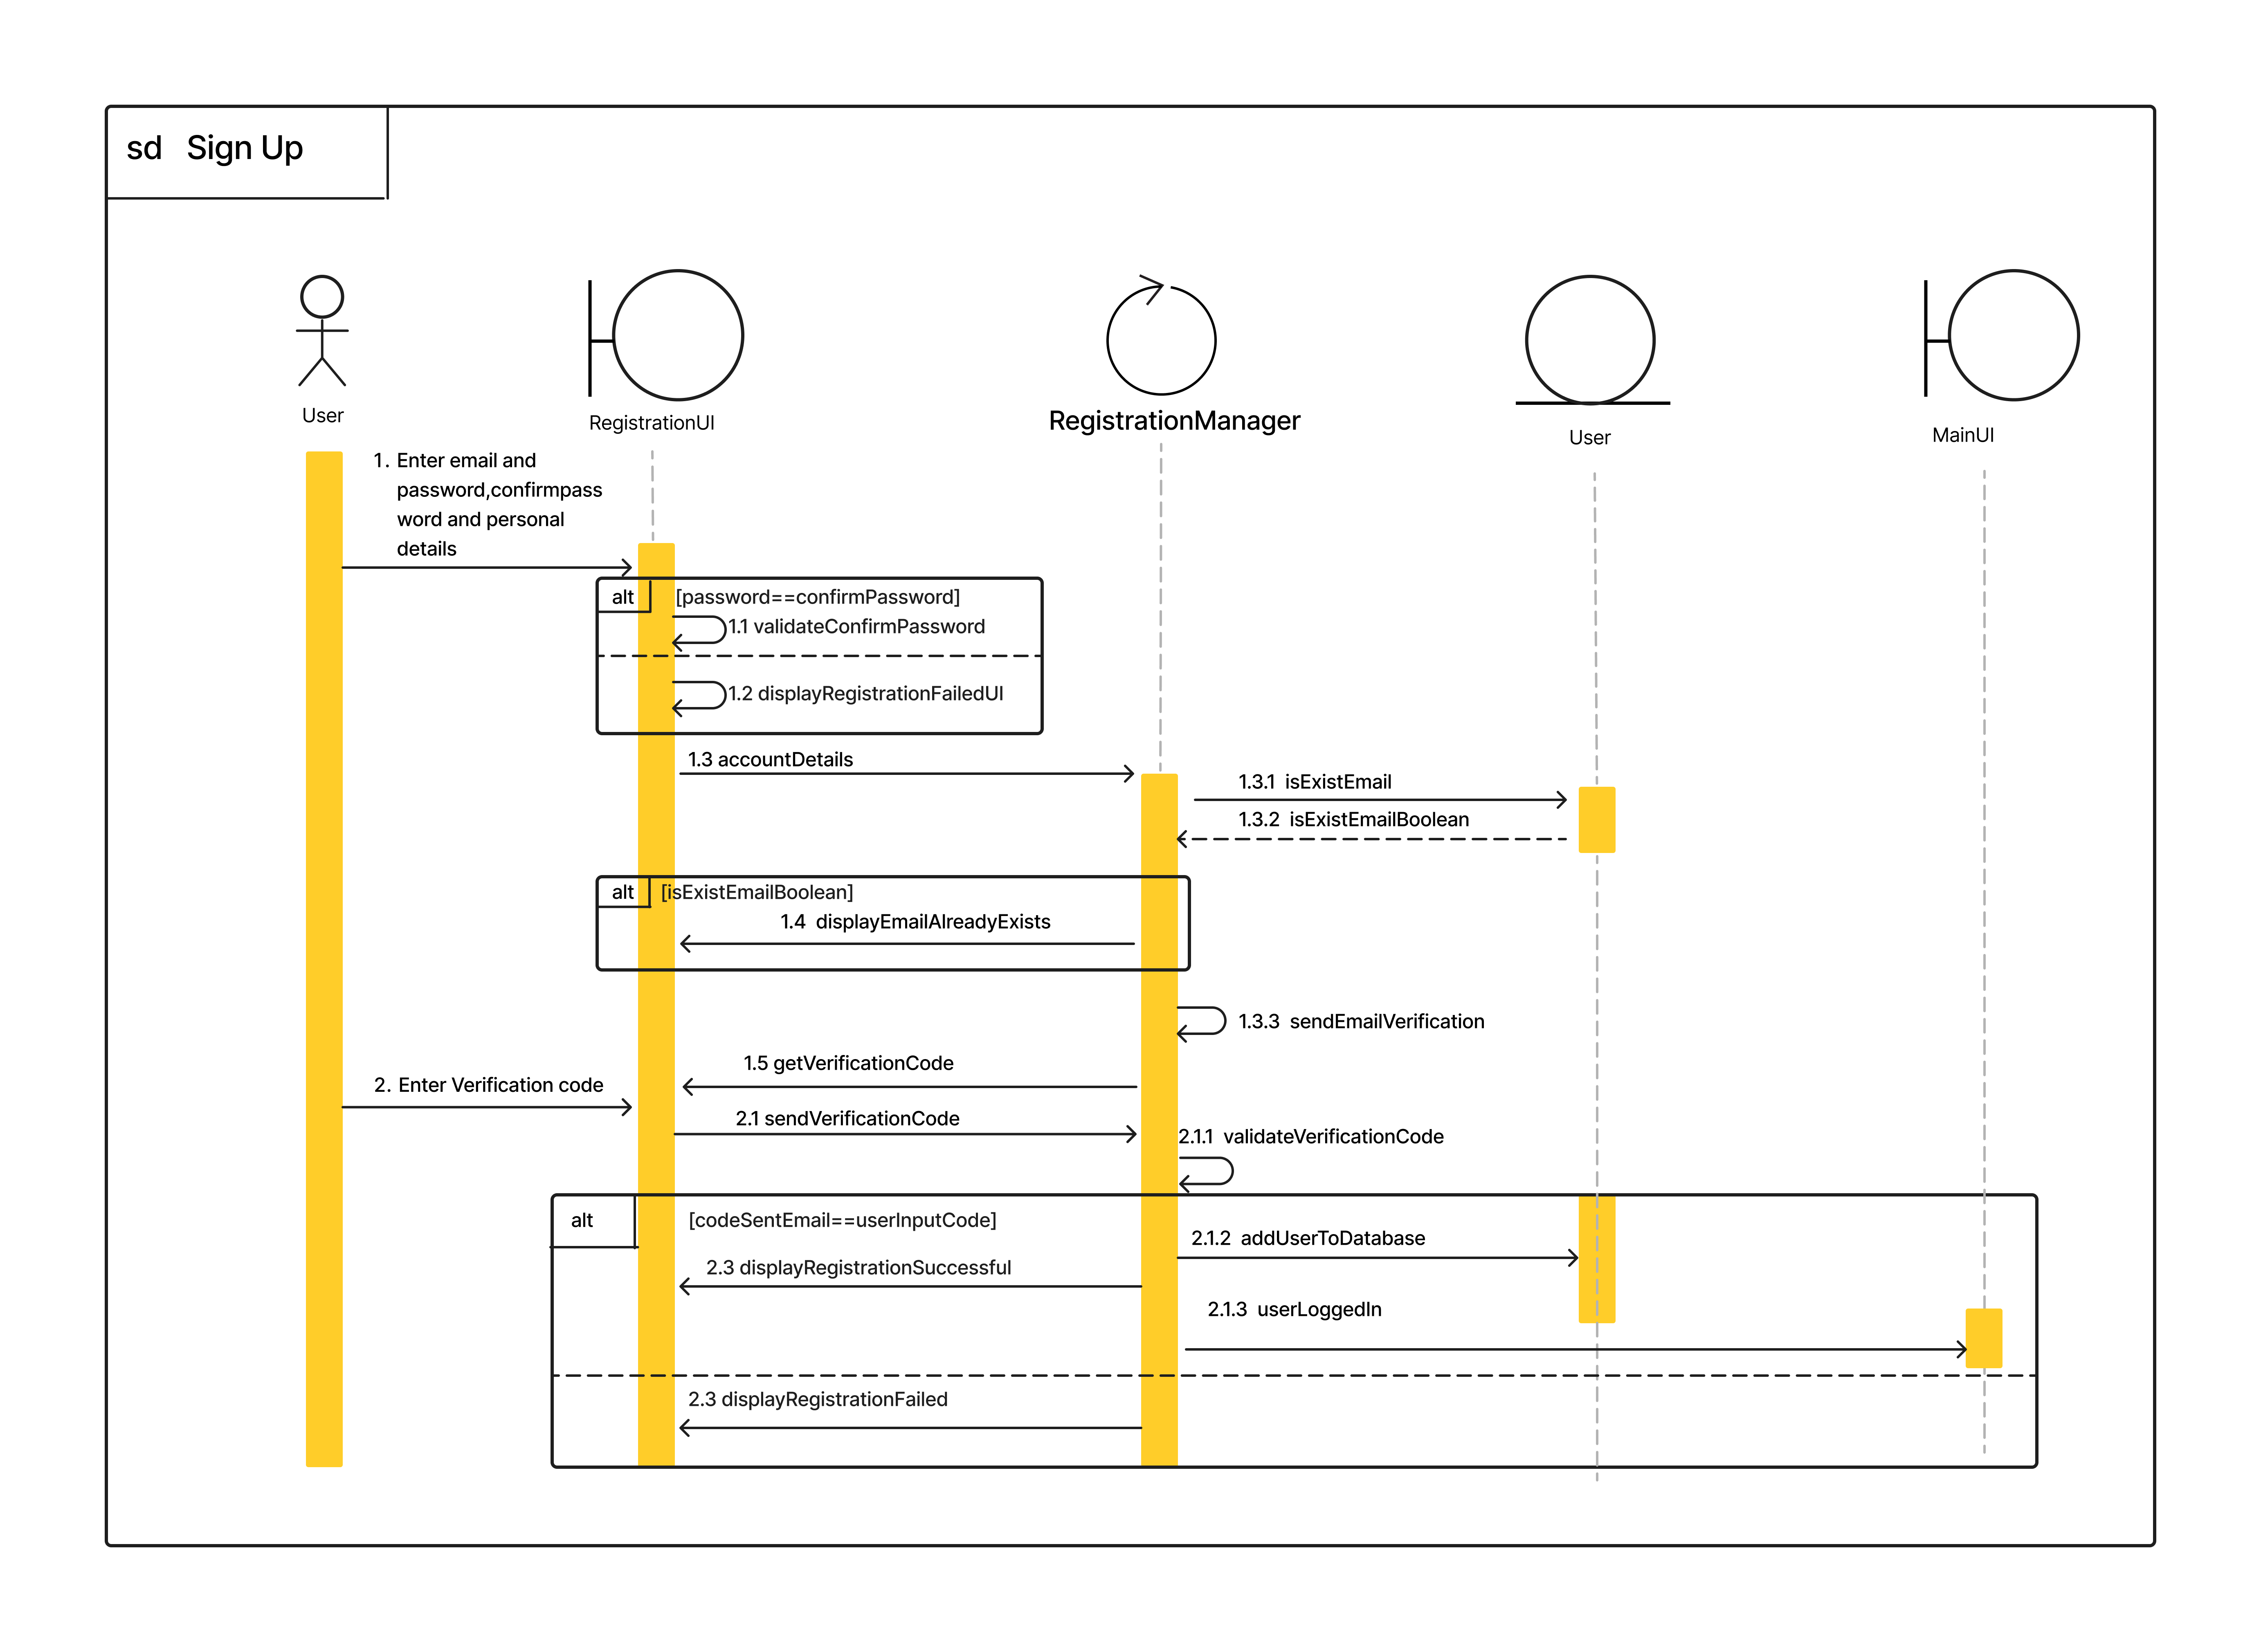 sd Sign Up
User
RegistrationUI
RegistrationManager
User
MainUI
1. Enter email and
password,confirmpass
word and personal
details
alt [password==confirmPassword]
1.1 validateConfirmPassword
1.2 displayRegistrationFailedUI
1.3 accountDetails
1.3.1 isExistEmail
1.3.2 isExistEmailBoolean
alt [isExistEmailBoolean]
1.4 displayEmailAlreadyExists
1.3.3 sendEmailVerification
1.5 getVerificationCode
2. Enter Verification code
2.1 sendVerificationCode
2.1.1 validateVerificationCode
alt [codeSentEmail==userInputCode]
2.1.2 addUserToDatabase
2.3 displayRegistrationSuccessful
2.1.3 userLoggedIn
2.3 displayRegistrationFailed